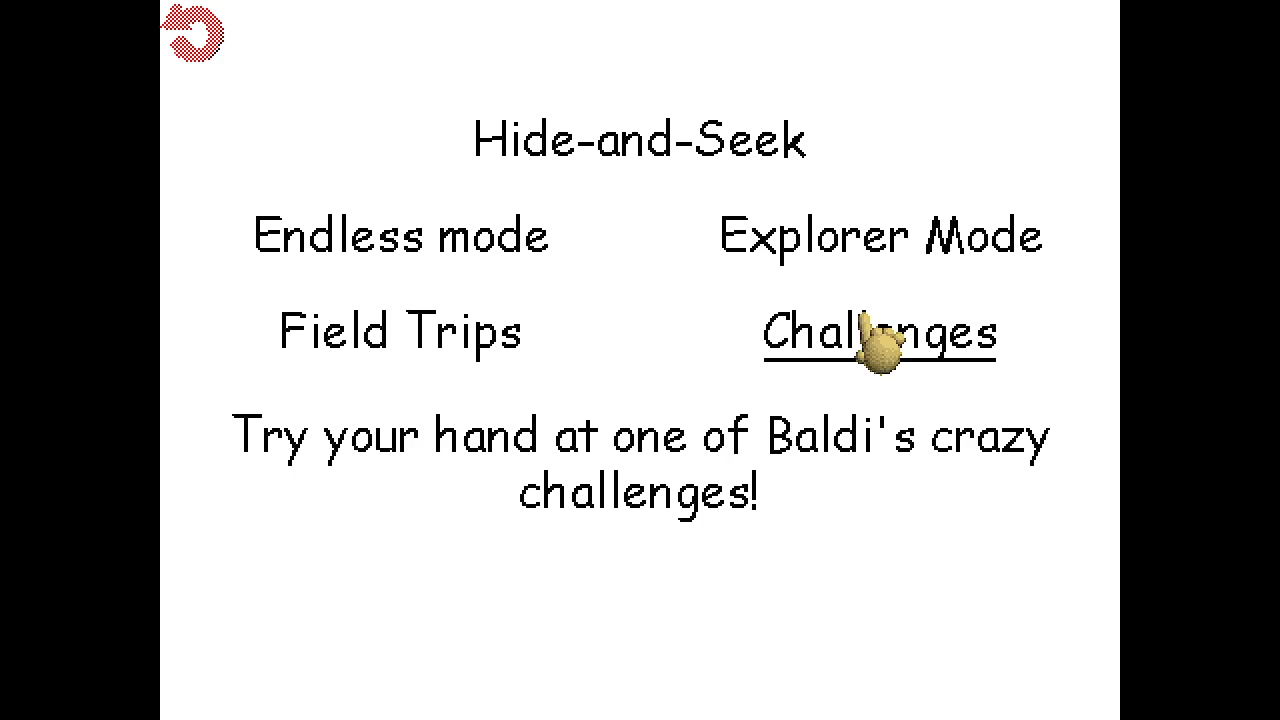 Hide-and-Seek
Endless mode
Explorer Mode
Field Trips
Challenges
Try your hand at one of Baldi's crazy
challenges!